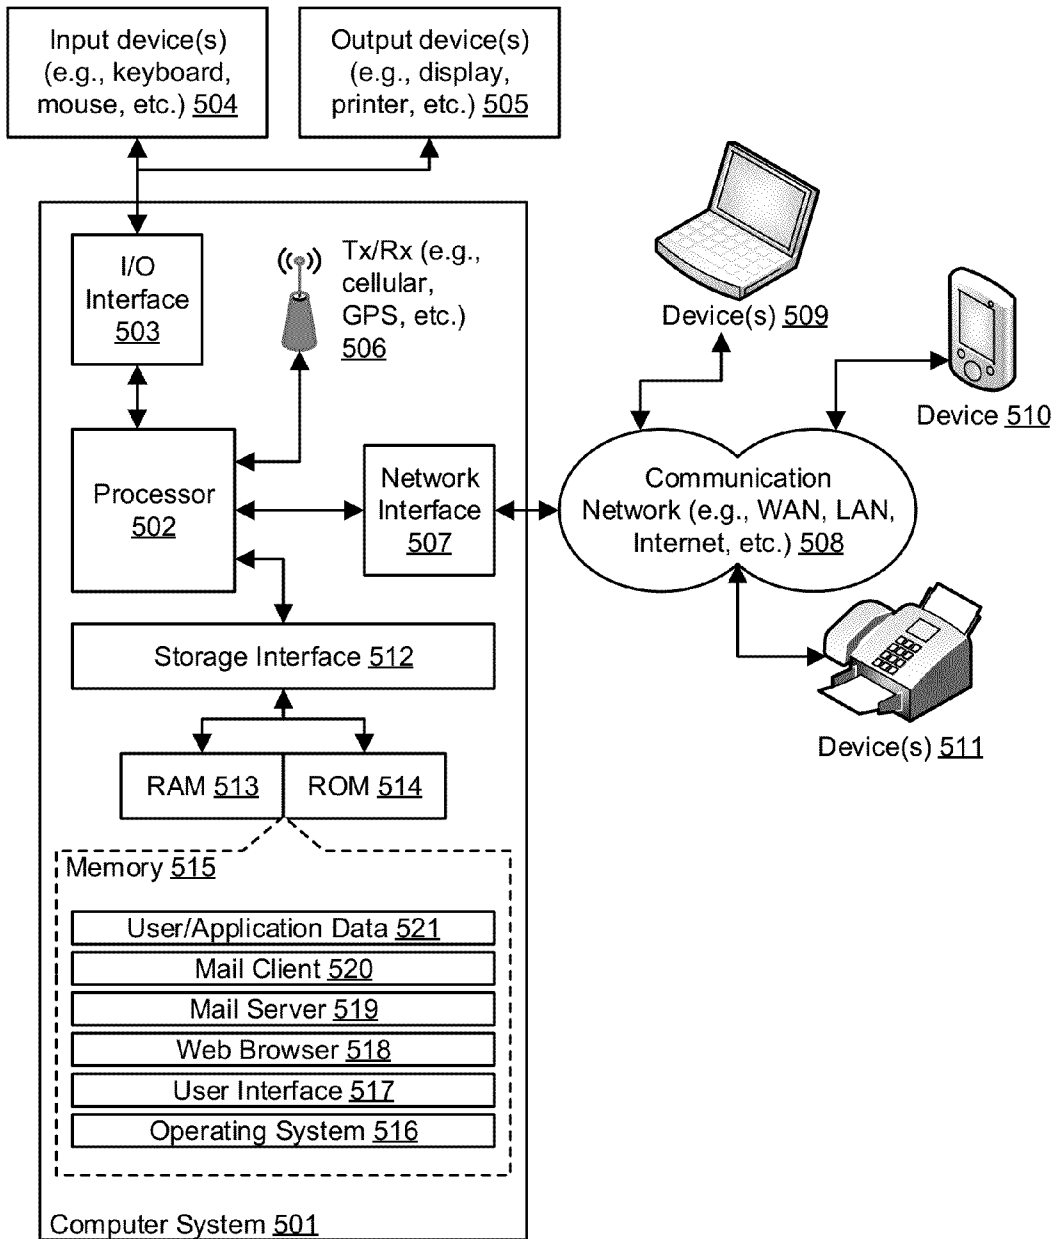 Input device(s)
(e.g., keyboard,
mouse, etc.) 504
Output device(s)
(e.g., display,
printer, etc.) 505
I/O
Interface
503
Tx/Rx (e.g.,
cellular,
GPS, etc.)
506
Device(s) 509
Device 510
Processor
502
Network
Interface
507
Communication
Network (e.g., WAN, LAN,
Internet, etc.) 508
Storage Interface 512
Device(s) 511
RAM 513
ROM 514
Memory 515
User/Application Data 521
Mail Client 520
Mail Server 519
Web Browser 518
User Interface 517
Operating System 516
Computer System 501